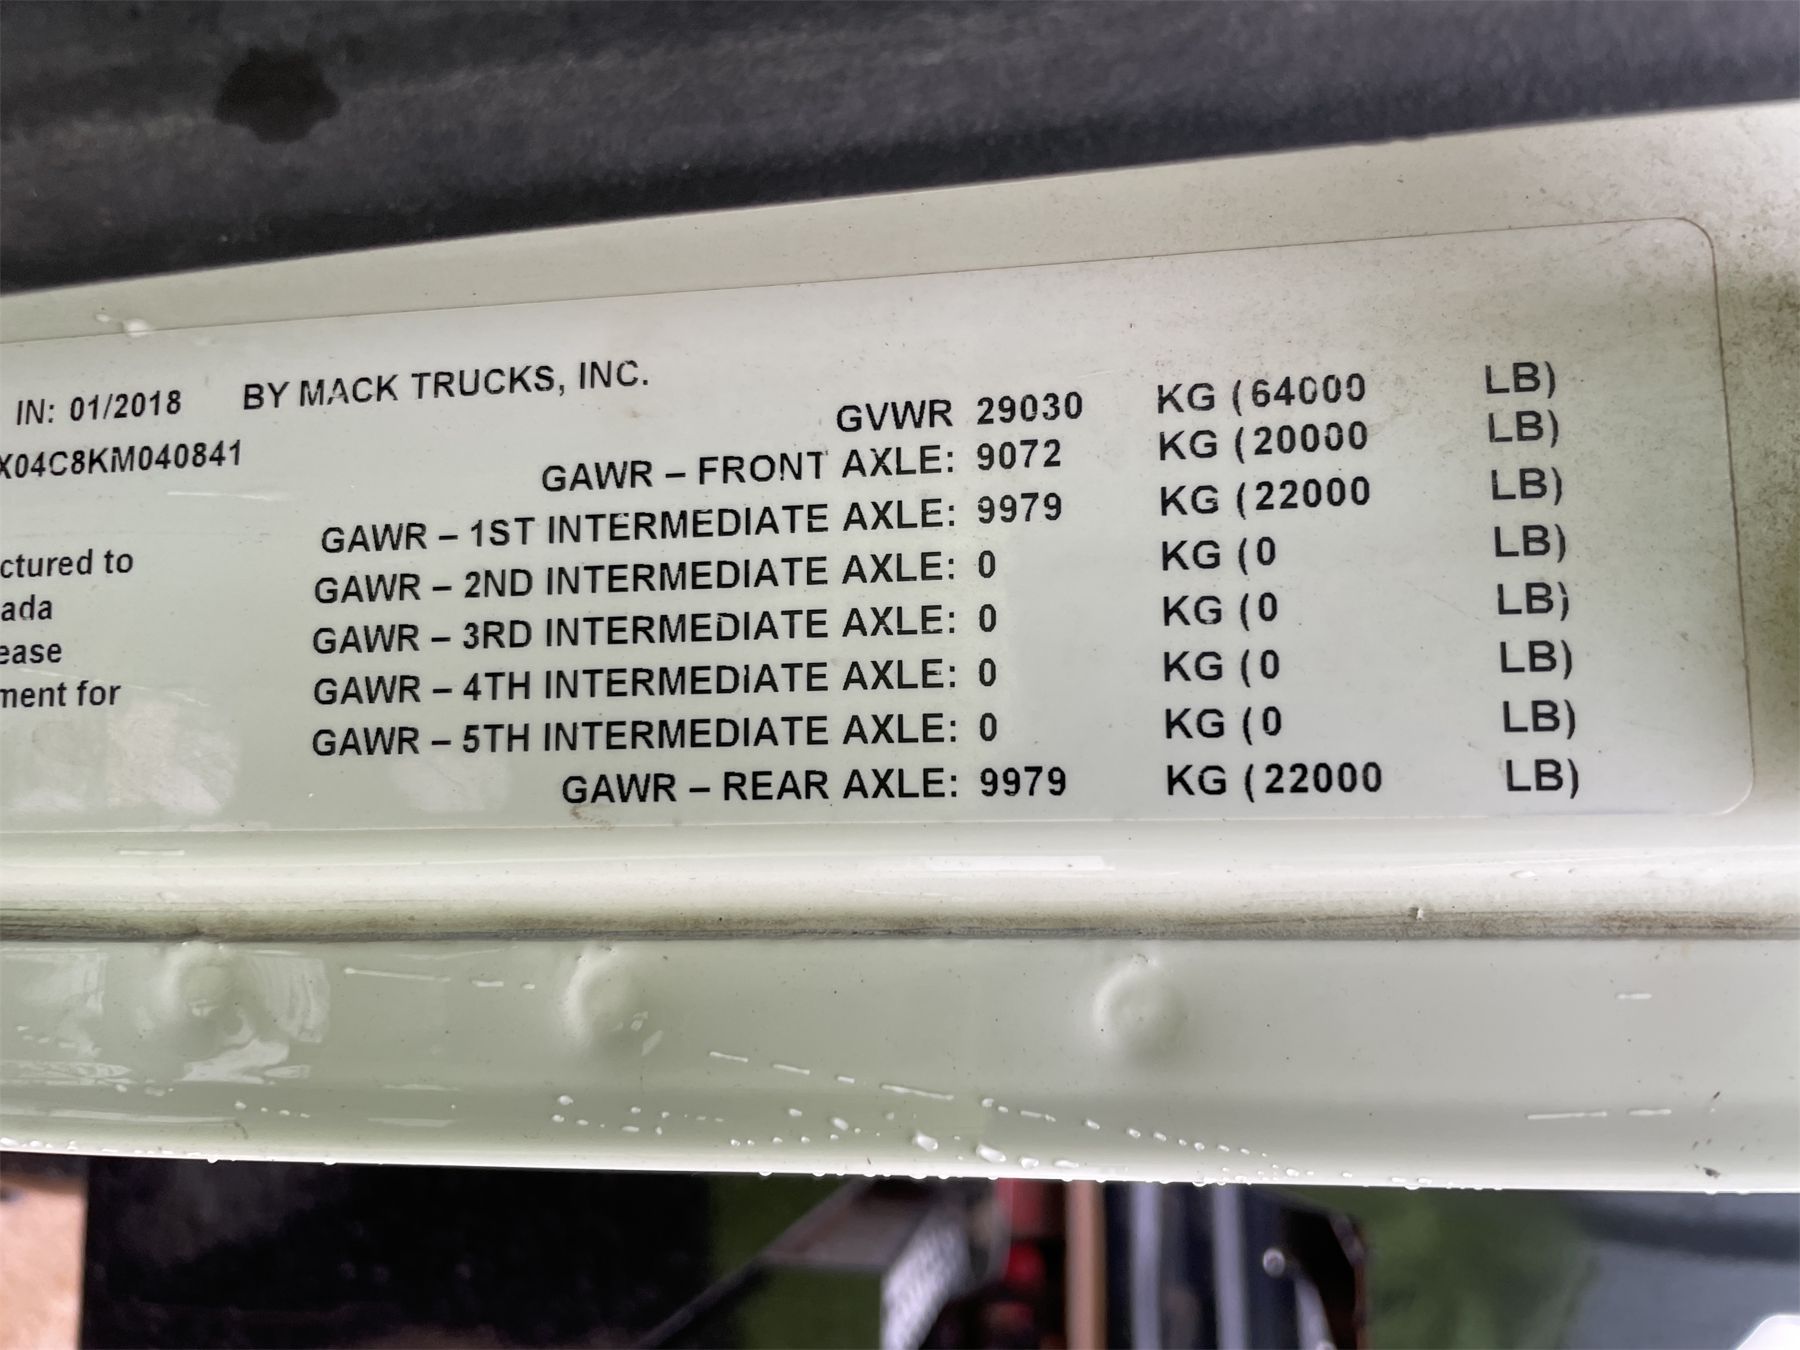 IN: 01/2018 BY MACK TRUCKS, INC.
X04C8KM040841
GVWR 29030 KG (64000 LB)
GAWR – FRONT AXLE: 9072 KG (20000 LB)
GAWR – 1ST INTERMEDIATE AXLE: 9979 KG (22000 LB)
GAWR – 2ND INTERMEDIATE AXLE: 0 KG (0 LB)
GAWR – 3RD INTERMEDIATE AXLE: 0 KG (0 LB)
GAWR – 4TH INTERMEDIATE AXLE: 0 KG (0 LB)
GAWR – 5TH INTERMEDIATE AXLE: 0 KG (0 LB)
GAWR – REAR AXLE: 9979 KG (22000 LB)
ctured to
ada
ease
ment for